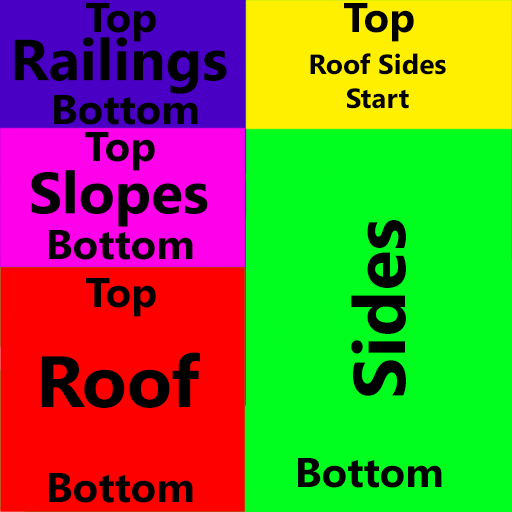 Top
Railings
Bottom
Top
Slopes
Bottom
Top
Roof
Bottom
Top
Roof Sides
Start
Sides
Bottom